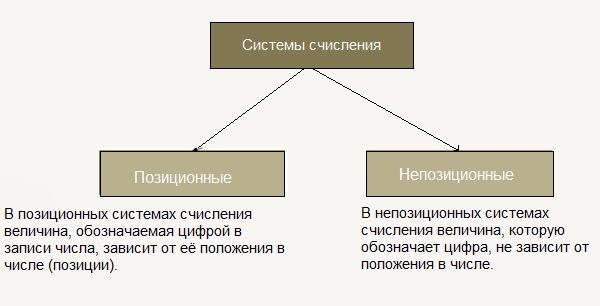 Системы счисления
Позиционные
Непозиционные
В позиционных системах счисления
величина, обозначаемая цифрой в
записи числа, зависит от её положения в
числе (позиции).
В непозиционных системах
счисления величина, которую
обозначает цифра, не зависит от
положения в числе.